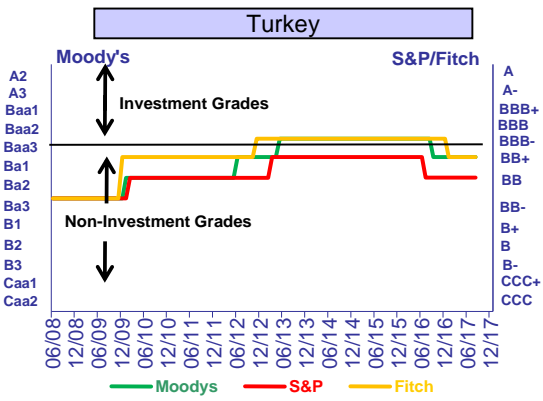 Turkey
Moody's
S&P/Fitch
A2
A3
Baa1
Baa2
Baa3
Ba1
Ba2
Ba3
B1
B2
B3
Caa1
Caa2
Investment Grades
Non-Investment Grades
A
A-
BBB+
BBB
BBB-
BB+
BB
BB-
B+
B
B-
CCC+
CCC
06/08
12/08
06/09
12/09
06/10
12/10
06/11
12/11
06/12
12/12
06/13
12/13
06/14
12/14
06/15
12/15
06/16
12/16
06/17
12/17
Moodys
S&P
Fitch